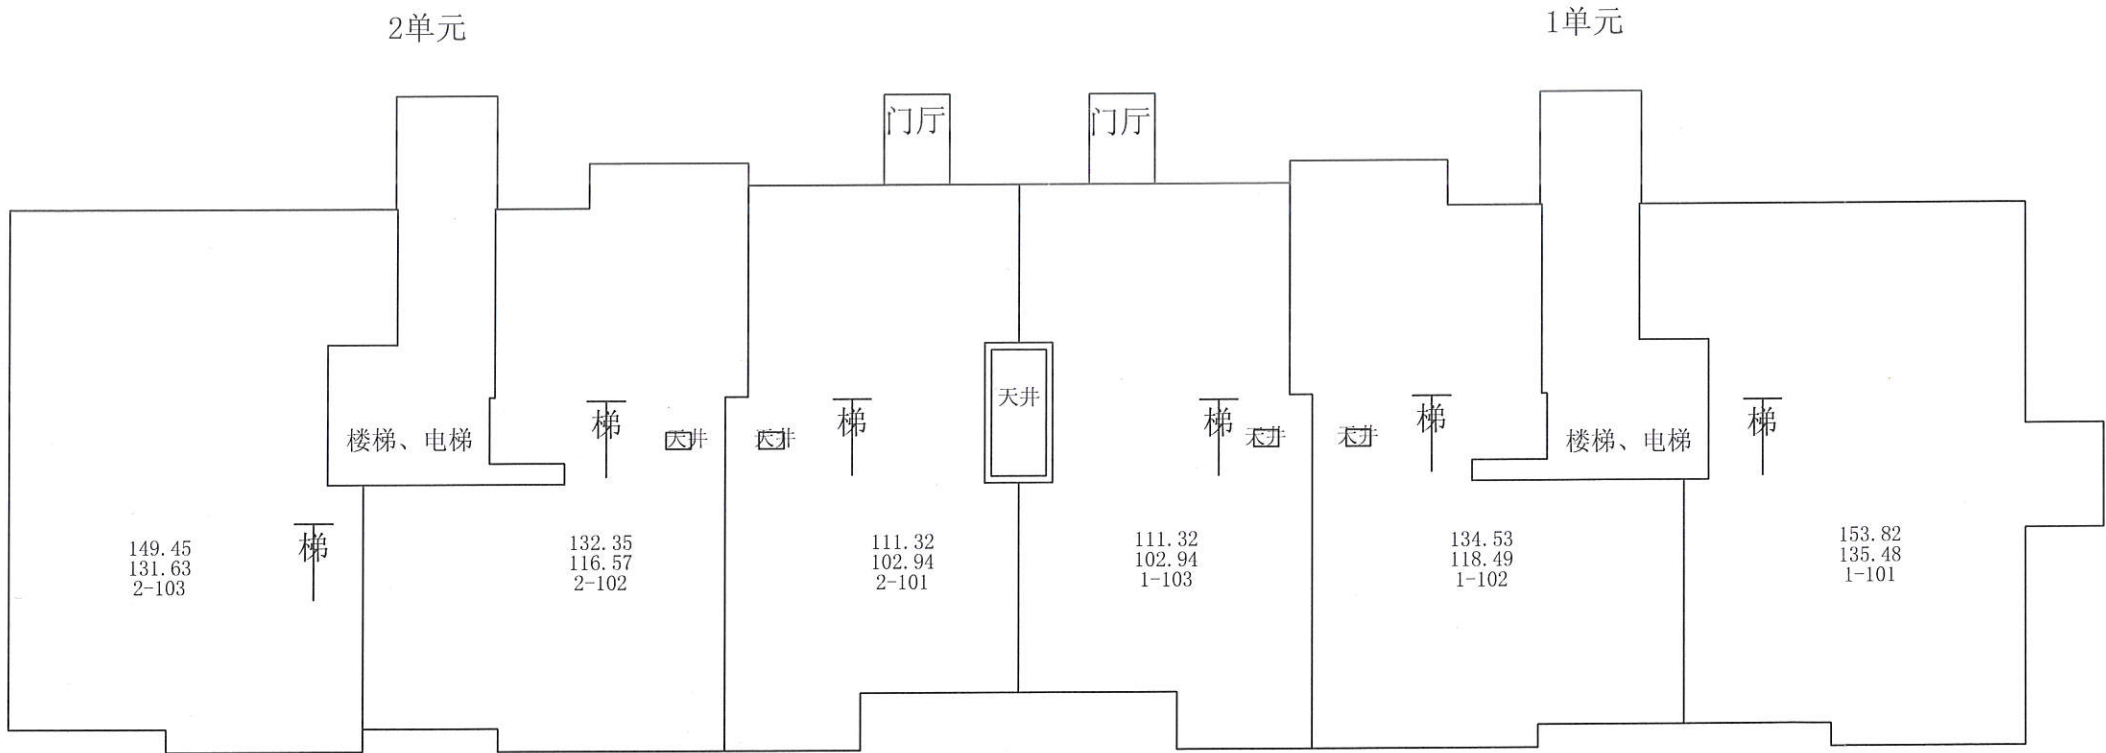 2单元
1单元
门厅
门厅
天井
梯
天井
天井
梯
梯
天井
天井
梯
梯
楼梯、电梯
楼梯、电梯
梯
149.45
131.63
2-103
132.35
116.57
2-102
111.32
102.94
2-101
111.32
102.94
1-103
134.53
118.49
1-102
153.82
135.48
1-101